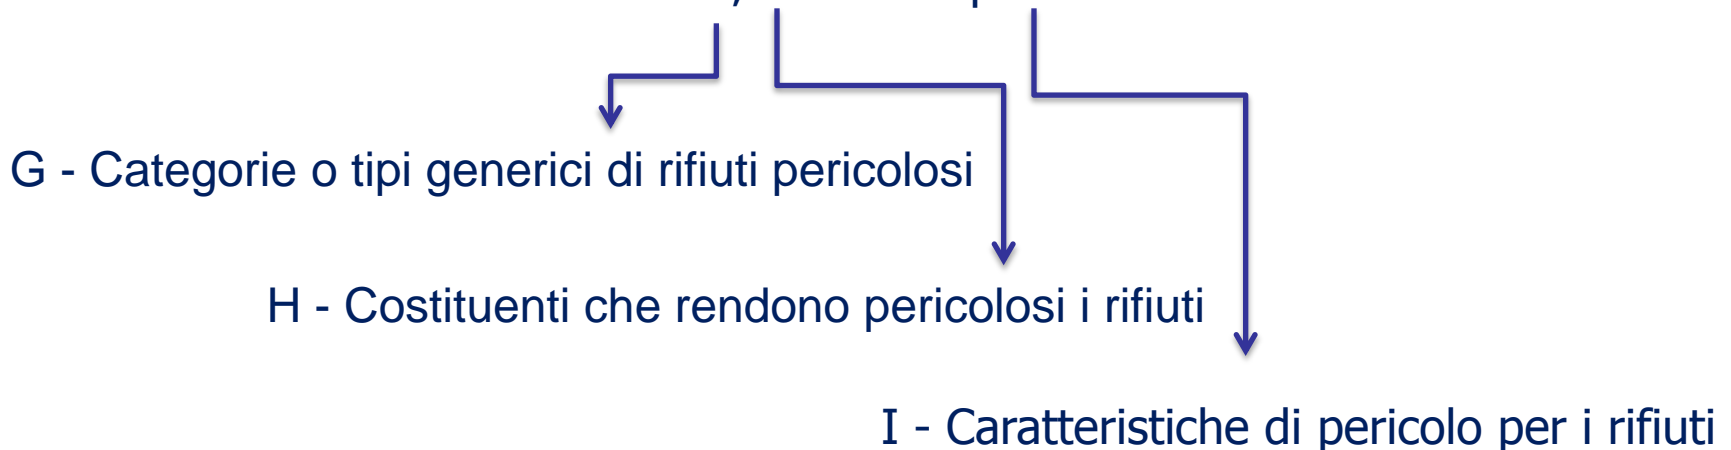 G - Categorie o tipi generici di rifiuti pericolosi
H - Costituenti che rendono pericolosi i rifiuti
I - Caratteristiche di pericolo per i rifiuti